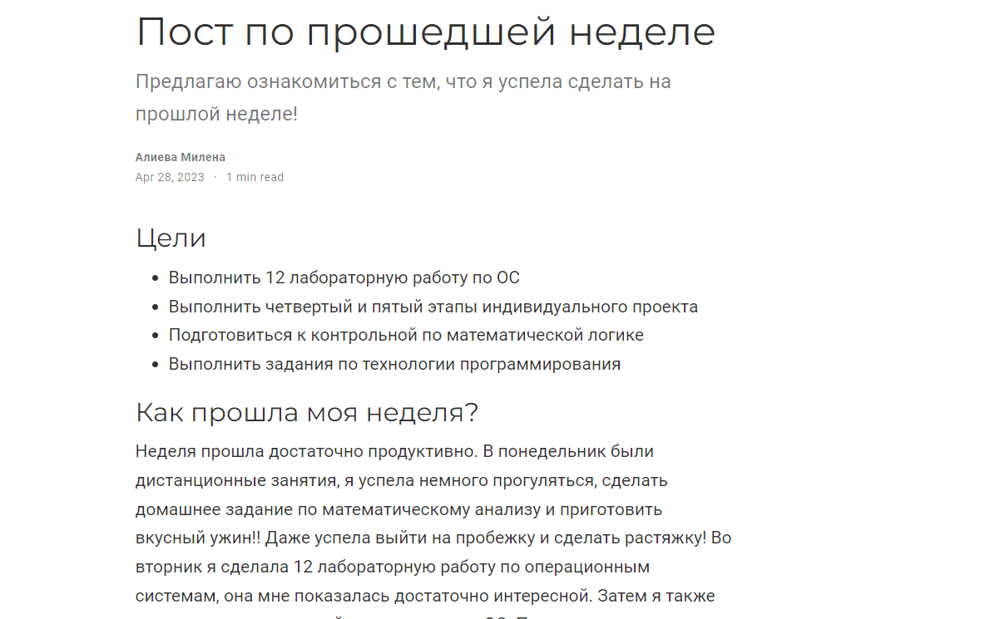 Пост по прошедшей неделе
Предлагаю ознакомиться с тем, что я успела сделать на
прошлой неделе!
Алиева Милена
Apr 28, 2023 · 1 min read
Цели
• Выполнить 12 лабораторную работу по ОС
• Выполнить четвертый и пятый этапы индивидуального проекта
• Подготовиться к контрольной по математической логике
• Выполнить задания по технологии программирования
Как прошла моя неделя?
Неделя прошла достаточно продуктивно. В понедельник были
дистанционные занятия, я успела немного прогуляться, сделать
домашнее задание по математическому анализу и приготовить
вкусный ужин!! Даже успела выйти на пробежку и сделать растяжку! Во
вторник я сделала 12 лабораторную работу по операционным
системам, она мне показалась достаточно интересной. Затем я также